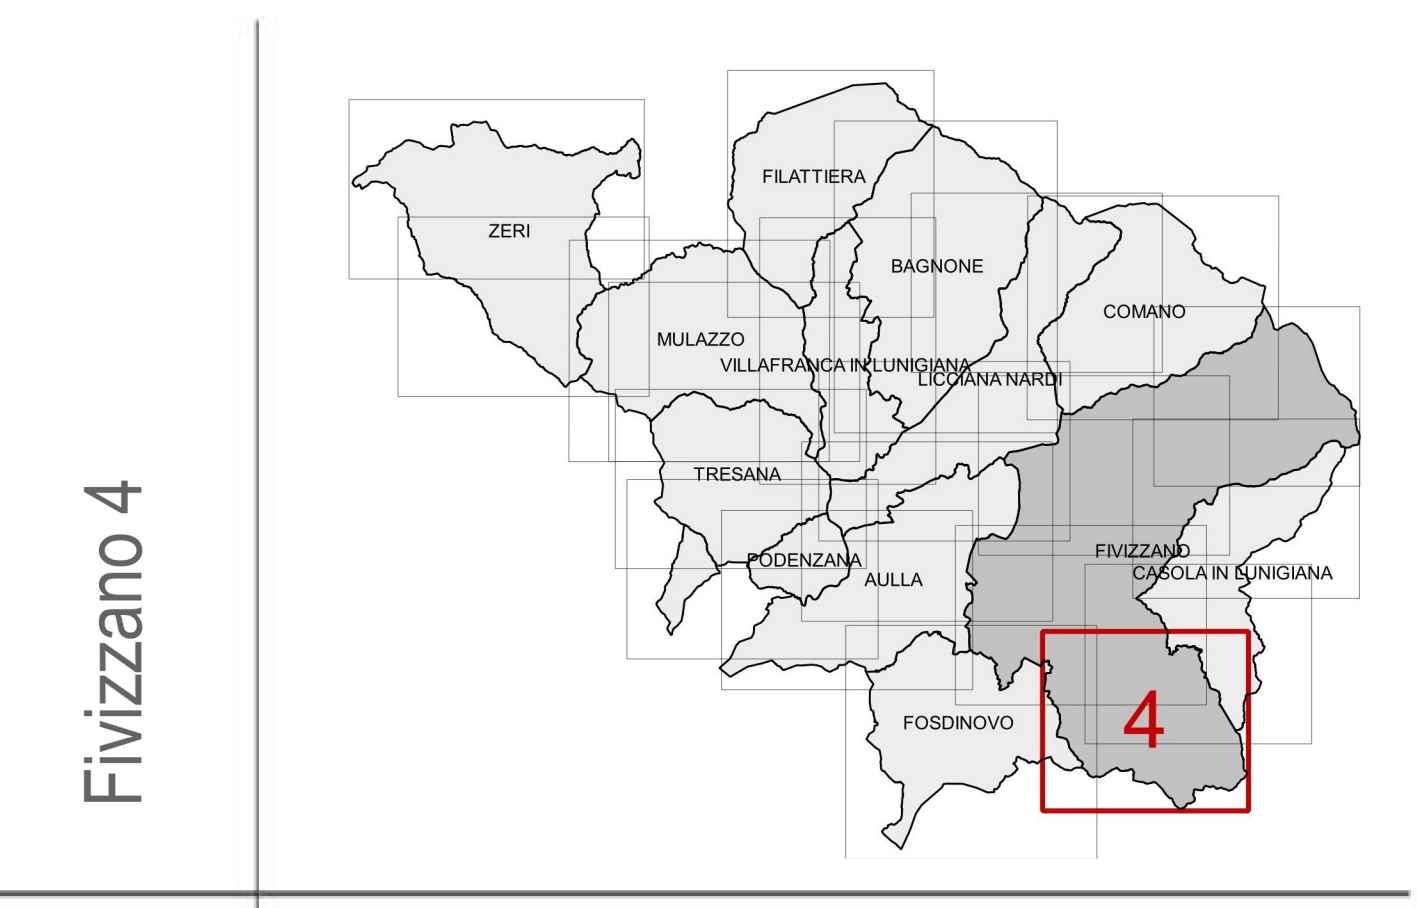 Fivizzano 4
FILATTIERA
ZERI
BAGNONE
COMANO
MULAZZO
VILLAFRANCA IN LUNIGIANA
LICCIANA NARDI
TRESANA
FIVIZZANO
PODENZANA
CASOLA IN LUNIGIANA
AULLA
4
FOSDINOVO